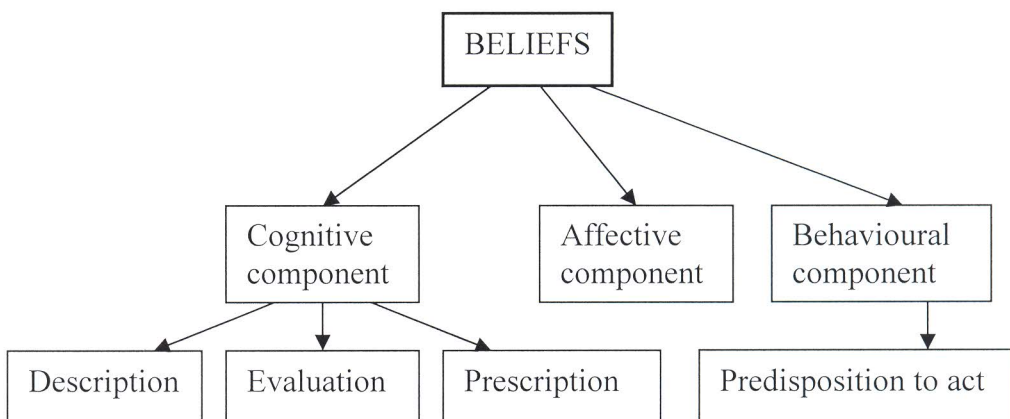 BELIEFS
Cognitive
component
Affective
component
Behavioural
component
Description
Evaluation
Prescription
Predisposition to act